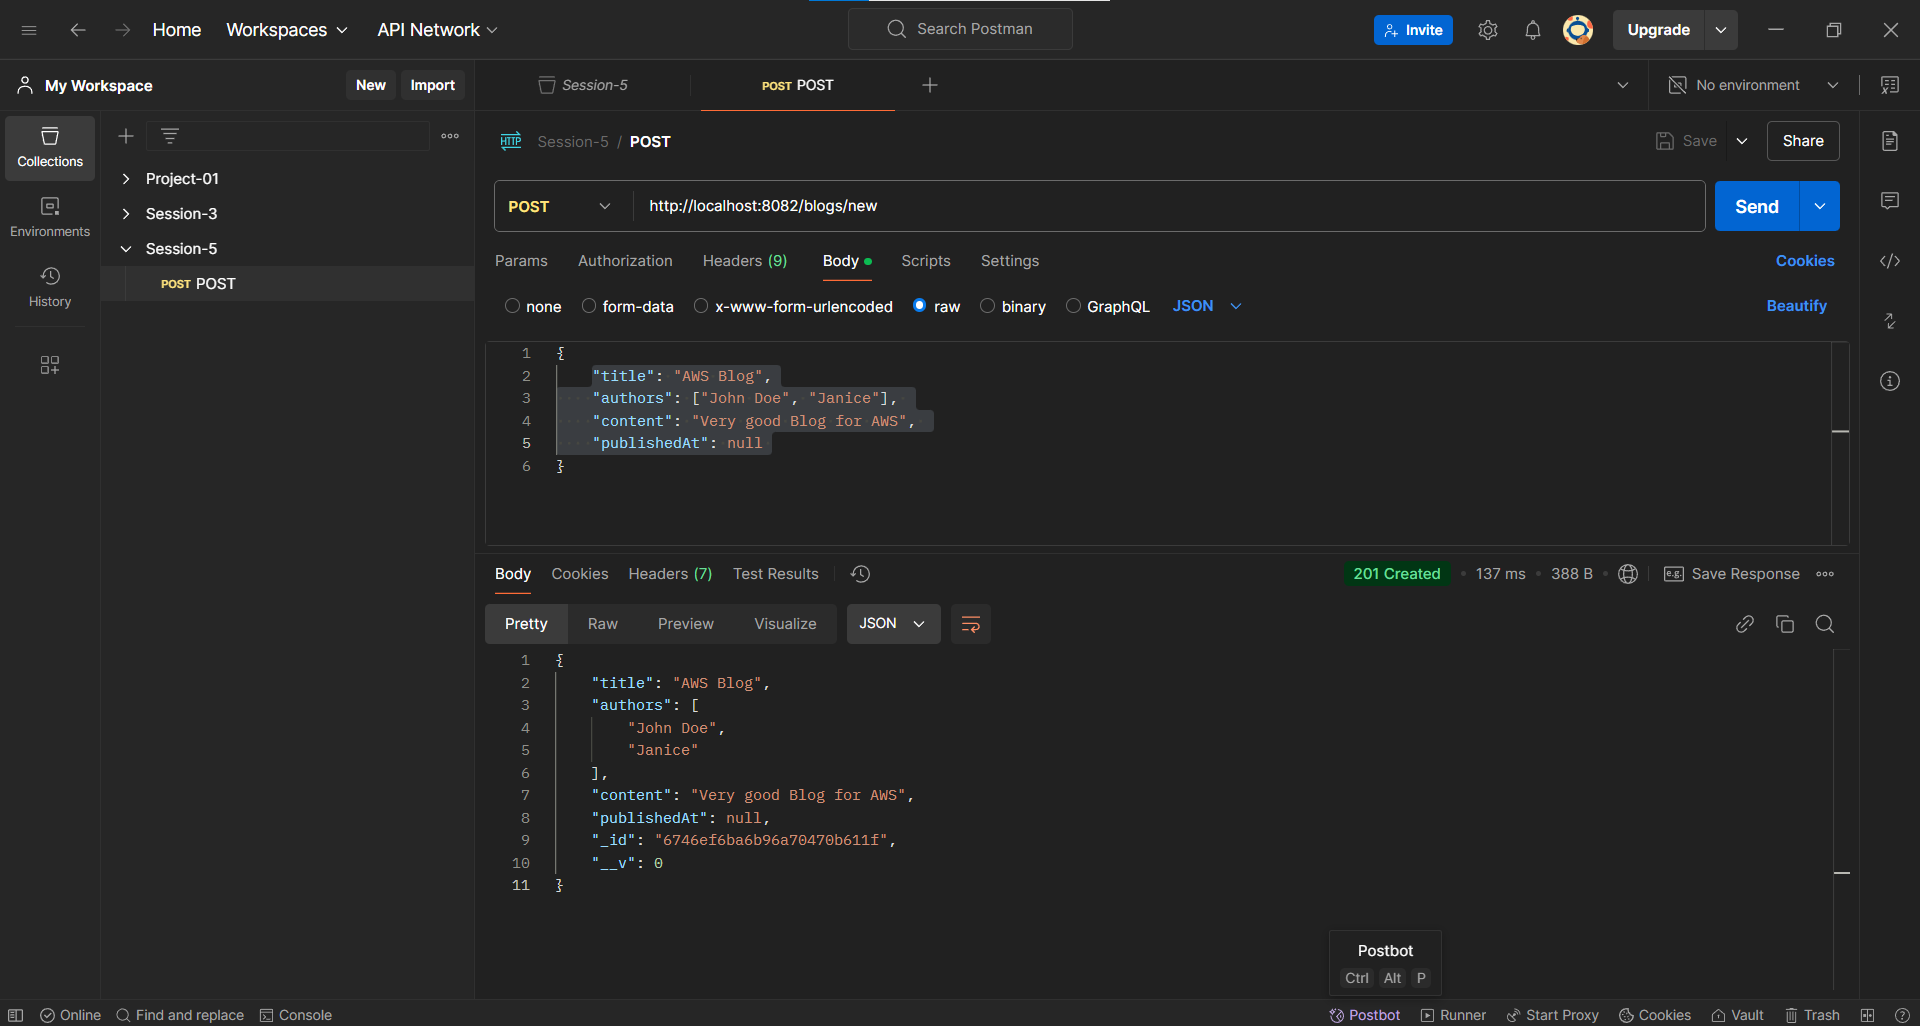 Home Workspaces API Network Search Postman Invite Upgrade
My Workspace New Import Session-5 POST POST No environment
Collections
Environments
History
Project-01
Session-3
Session-5
POST POST
HTTP Session-5 / POST Save Share
POST http://localhost:8082/blogs/new Send
Params Authorization Headers (9) Body Scripts Settings Cookies
none form-data x-www-form-urlencoded raw binary GraphQL JSON Beautify
1 {
2 "title": "AWS Blog",
3 "authors": ["John Doe", "Janice"],
4 "content": "Very good Blog for AWS",
5 "publishedAt": null
6 }
Body Cookies Headers (7) Test Results 201 Created 137 ms 388 B e.g. Save Response
Pretty Raw Preview Visualize JSON
1 {
2 "title": "AWS Blog",
3 "authors": [
4 "John Doe",
5 "Janice"
6 ],
7 "content": "Very good Blog for AWS",
8 "publishedAt": null,
9 "_id": "6746ef6ba6b96a70470b611f",
10 "__v": 0
11 }
Postbot
Ctrl Alt P
Online Find and replace Console Postbot Runner Start Proxy Cookies Vault Trash